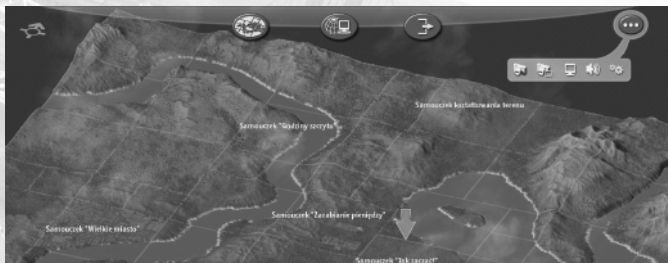 Samouczek kształtowania terenu
Samouczek "Godziny szczytu"
Samouczek "Zarabianie pieniędzy"
Samouczek "Wielkie miasto"
Samouczek "Jak zacząć?"